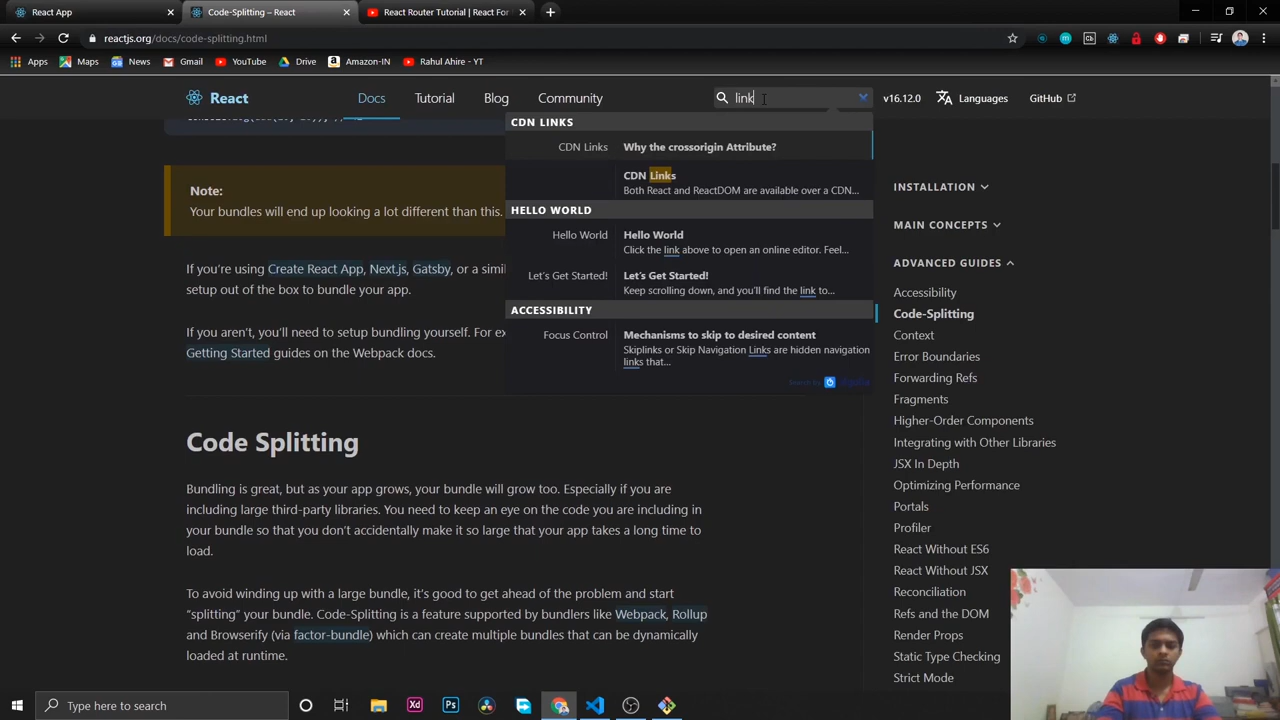 React App
Code-Splitting – React
React Router Tutorial | React For
reactjs.org/docs/code-splitting.html
Apps
Maps
News
Gmail
YouTube
Drive
Amazon-IN
Rahul Ahire - YT
React
Docs
Tutorial
Blog
Community
link
v16.12.0
Languages
GitHub
CDN LINKS
CDN Links
Why the crossorigin Attribute?
CDN Links
Both React and ReactDOM are available over a CDN...
HELLO WORLD
Hello World
Hello World
Click the link above to open an online editor. Feel...
Let's Get Started!
Let's Get Started!
Keep scrolling down, and you'll find the link to...
ACCESSIBILITY
Focus Control
Mechanisms to skip to desired content
Skiplinks or Skip Navigation Links are hidden navigation
links that...
Search by
Note:
Your bundles will end up looking a lot different than this.
If you're using Create React App, Next.js, Gatsby, or a simil
setup out of the box to bundle your app.
If you aren't, you'll need to setup bundling yourself. For ex
Getting Started guides on the Webpack docs.
Code Splitting
Bundling is great, but as your app grows, your bundle will grow too. Especially if you are
including large third-party libraries. You need to keep an eye on the code you are including in
your bundle so that you don't accidentally make it so large that your app takes a long time to
load.
To avoid winding up with a large bundle, it's good to get ahead of the problem and start
"splitting" your bundle. Code-Splitting is a feature supported by bundlers like Webpack, Rollup
and Browserify (via factor-bundle) which can create multiple bundles that can be dynamically
loaded at runtime.
INSTALLATION
MAIN CONCEPTS
ADVANCED GUIDES
Accessibility
Code-Splitting
Context
Error Boundaries
Forwarding Refs
Fragments
Higher-Order Components
Integrating with Other Libraries
JSX In Depth
Optimizing Performance
Portals
Profiler
React Without ES6
React Without JSX
Reconciliation
Refs and the DOM
Render Props
Static Type Checking
Strict Mode
Type here to search
Xd
Ps